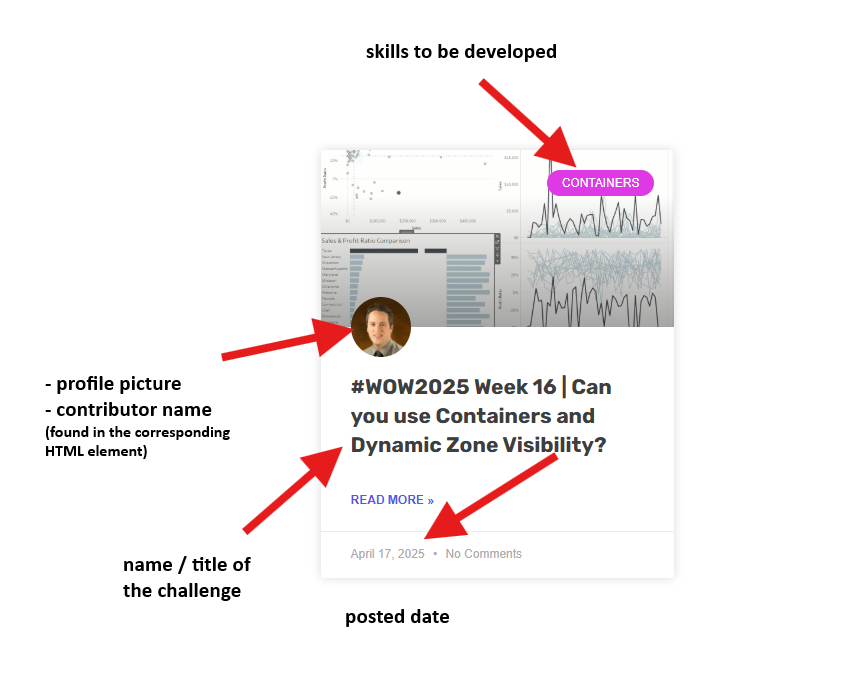 skills to be developed
CONTAINERS
Sales & Profit Ratio Comparison
- profile picture
- contributor name
(found in the corresponding
HTML element)
#WOW2025 Week 16 | Can
you use Containers and
Dynamic Zone Visibility?
READ MORE »
name / title of
the challenge
April 17, 2025 • No Comments
posted date